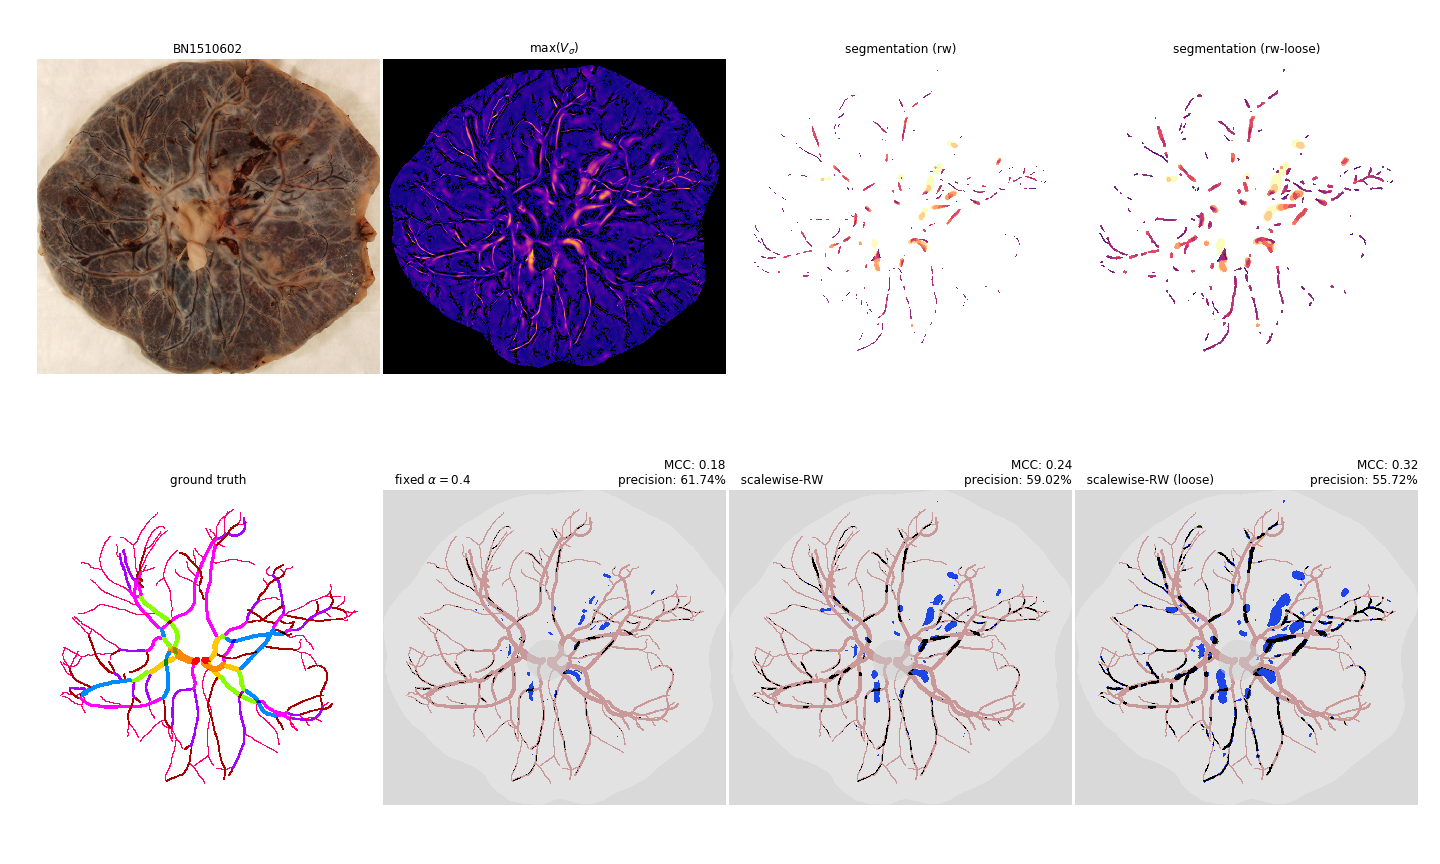 BN1510602
max(V_σ)
segmentation (rw)
segmentation (rw-loose)
ground truth
fixed α = 0.4
MCC: 0.18
precision: 61.74%
scalewise-RW
MCC: 0.24
precision: 59.02%
scalewise-RW (loose)
MCC: 0.32
precision: 55.72%